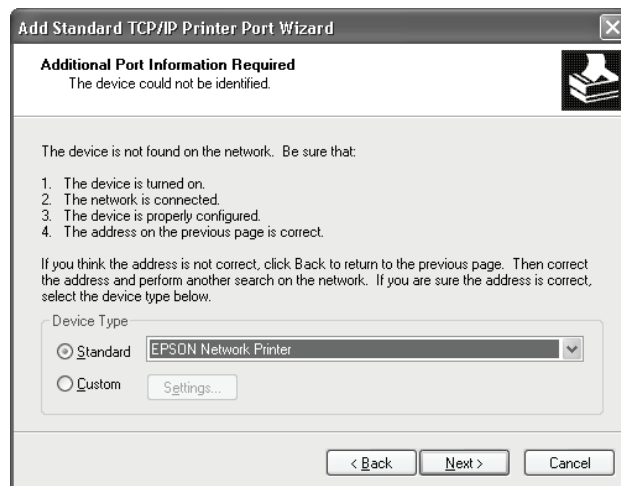 Add Standard TCP/IP Printer Port Wizard
Additional Port Information Required
The device could not be identified.
The device is not found on the network. Be sure that:
1. The device is turned on.
2. The network is connected.
3. The device is properly configured.
4. The address on the previous page is correct.
If you think the address is not correct, click Back to return to the previous page. Then correct
the address and perform another search on the network. If you are sure the address is correct,
select the device type below.
Device Type
Standard EPSON Network Printer
Custom Settings...
< Back Next > Cancel